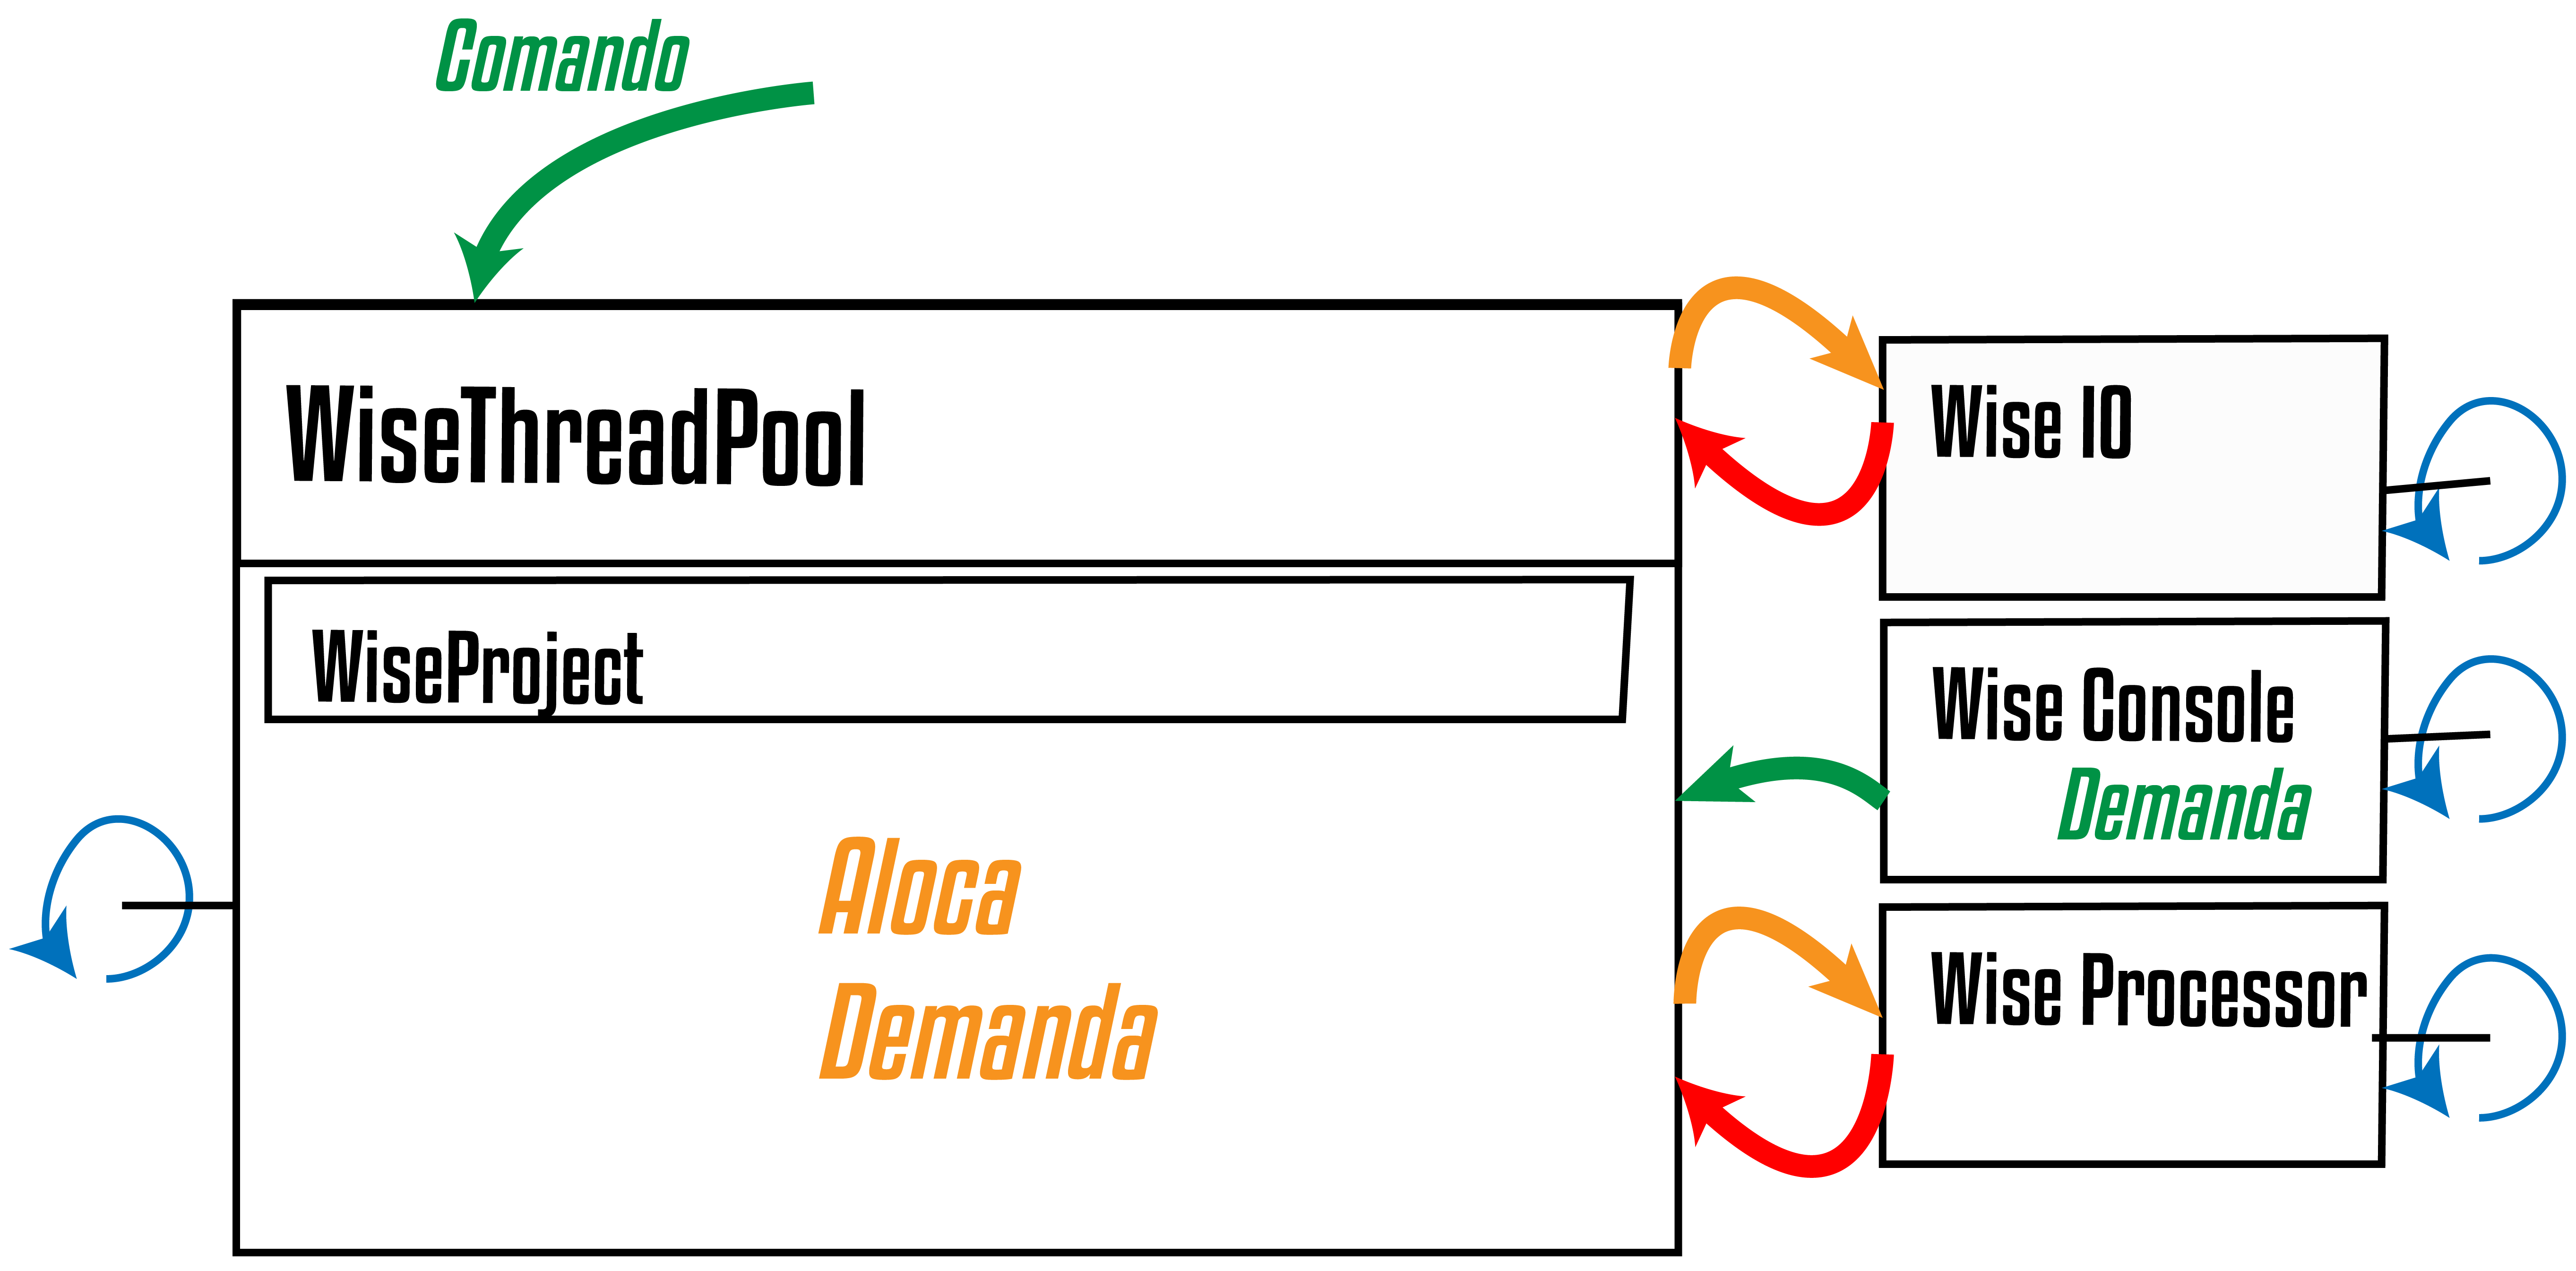 Comando
WiseThreadPool
WiseProject
Aloca
Demanda
Wise IO
Wise Console
Demanda
Wise Processor